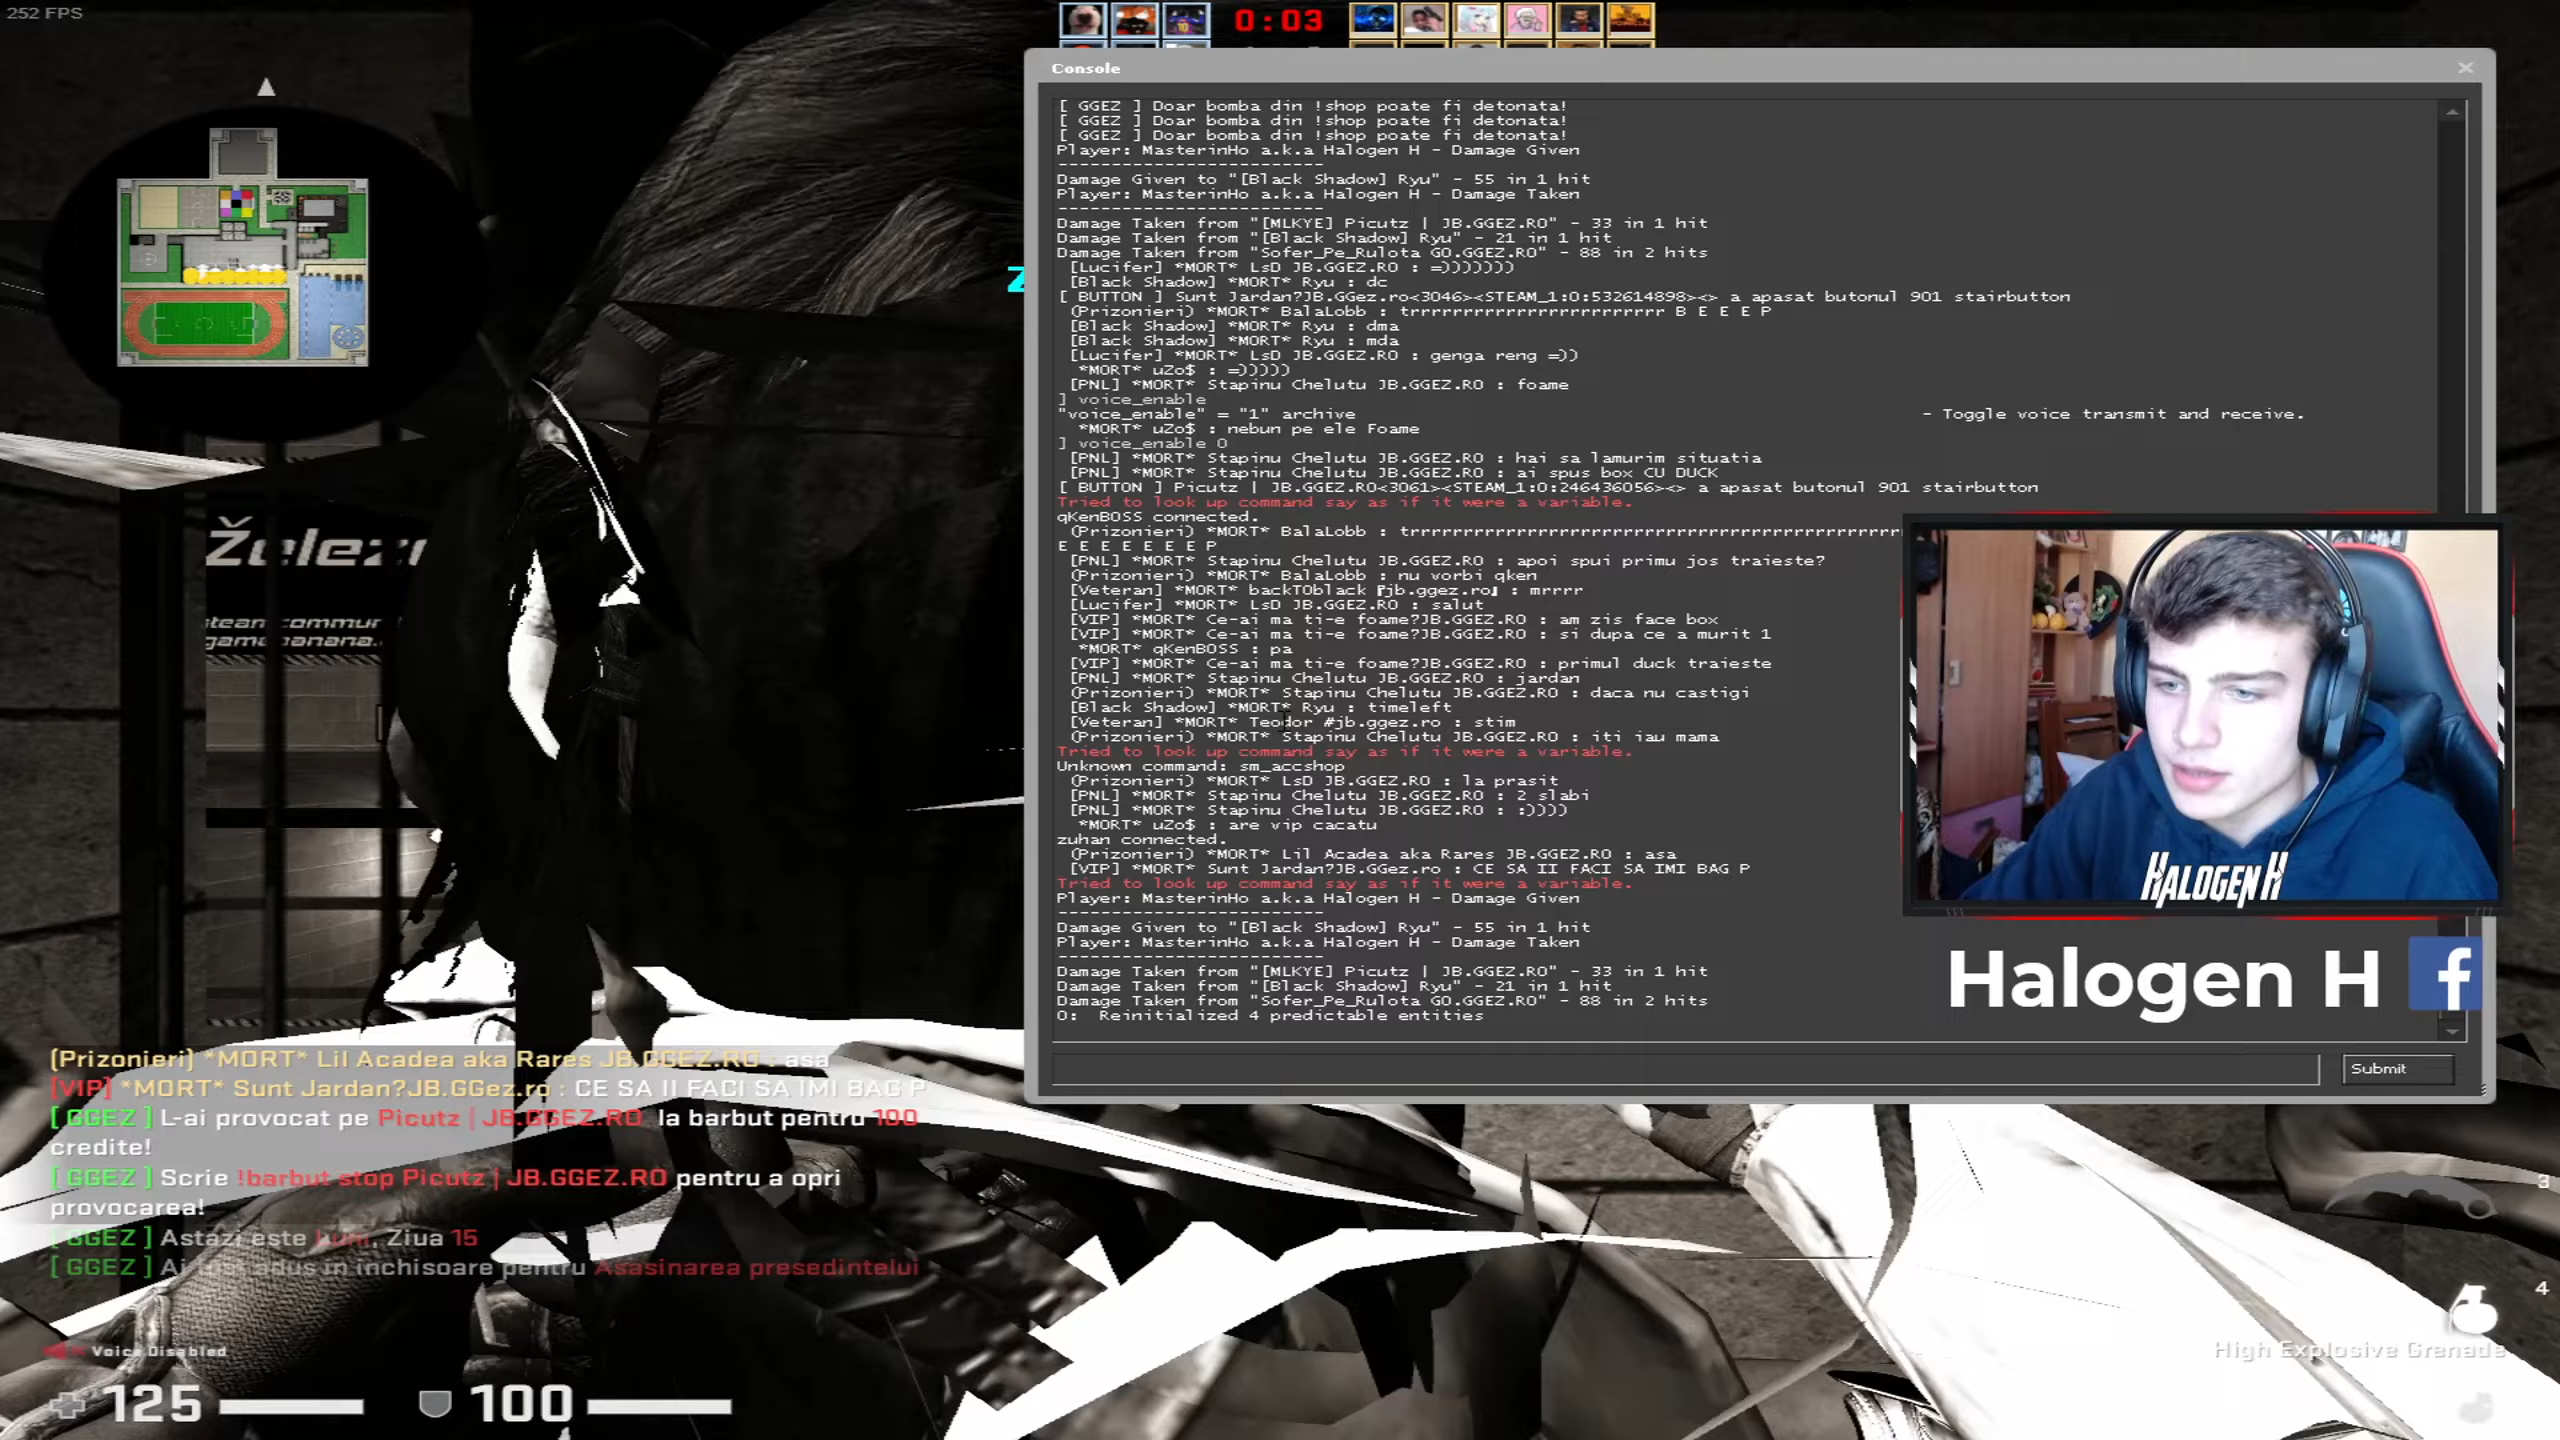 252 FPS
0:03
Console
[ GGEZ ] Doar bomba din !shop poate fi detonata!
[ GGEZ ] Doar bomba din !shop poate fi detonata!
[ GGEZ ] Doar bomba din !shop poate fi detonata!
Player: MasterinHo a.k.a Halogen H - Damage Given
-------------------------
Damage Given to "[Black Shadow] Ryu" - 55 in 1 hit
Player: MasterinHo a.k.a Halogen H - Damage Taken
-------------------------
Damage Taken from "[MLKYE] Picutz | JB.GGEZ.RO" - 33 in 1 hit
Damage Taken from "[Black Shadow] Ryu" - 21 in 1 hit
Damage Taken from "Sofer_Pe_Rulota GO.GGEZ.RO" - 88 in 2 hits
[Lucifer] *MORT* LsD JB.GGEZ.RO : =))))))))
[Black Shadow] *MORT* Ryu : dc
[ BUTTON ] Sunt Jardan?JB.GGez.ro<3046><STEAM_1:0:532614898><> a apasat butonul 901 stairbutton
(Prizonieri) *MORT* BalaLobb : trrrrrrrrrrrrrrrrrrrrrrrr B E E E P
[Black Shadow] *MORT* Ryu : dma
[Black Shadow] *MORT* Ryu : mda
[Lucifer] *MORT* LsD JB.GGEZ.RO : genga reng =))
*MORT* uZo$ : =)))))
[PNL] *MORT* Stapinu Chelutu JB.GGEZ.RO : foame
] voice_enable
"voice_enable" = "1" archive - Toggle voice transmit and receive.
*MORT* uZo$ : nebun pe ele Foame
] voice_enable 0
[PNL] *MORT* Stapinu Chelutu JB.GGEZ.RO : hai sa lamurim situatia
[PNL] *MORT* Stapinu Chelutu JB.GGEZ.RO : ai spus box CU DUCK
[ BUTTON ] Picutz | JB.GGEZ.RO<3061><STEAM_1:0:246436056><> a apasat butonul 901 stairbutton
Tried to look up command say as if it were a variable.
qKenBOSS connected.
(Prizonieri) *MORT* BalaLobb : trrrrrrrrrrrrrrrrrrrrrrrrrrrrrrrrrrrrrrrrrrrrrr
E E E E E E E P
[PNL] *MORT* Stapinu Chelutu JB.GGEZ.RO : apoi spui primu jos traieste?
(Prizonieri) *MORT* BalaLobb : nu vorbi qken
[Veteran] *MORT* backTOblack『jb.ggez.ro』 : mrrrr
[Lucifer] *MORT* LsD JB.GGEZ.RO : salut
[VIP] *MORT* Ce-ai ma ti-e foame?JB.GGEZ.RO : am zis face box
[VIP] *MORT* Ce-ai ma ti-e foame?JB.GGEZ.RO : si dupa ce a murit 1
*MORT* qKenBOSS : pa
[VIP] *MORT* Ce-ai ma ti-e foame?JB.GGEZ.RO : primul duck traieste
[PNL] *MORT* Stapinu Chelutu JB.GGEZ.RO : jardan
(Prizonieri) *MORT* Stapinu Chelutu JB.GGEZ.RO : daca nu castigi
[Black Shadow] *MORT* Ryu : timeleft
[Veteran] *MORT* Teodor #jb.ggez.ro : stim
(Prizonieri) *MORT* Stapinu Chelutu JB.GGEZ.RO : iti iau mama
Tried to look up command say as if it were a variable.
Unknown command: sm_accshop
(Prizonieri) *MORT* LsD JB.GGEZ.RO : la prasit
[PNL] *MORT* Stapinu Chelutu JB.GGEZ.RO : 2 slabi
[PNL] *MORT* Stapinu Chelutu JB.GGEZ.RO : :))))
*MORT* uZo$ : are vip cacatu
zuhan connected.
(Prizonieri) *MORT* Lil Acadea aka Rares JB.GGEZ.RO : asa
[VIP] *MORT* Sunt Jardan?JB.GGez.ro : CE SA II FACI SA IMI BAG P
Tried to look up command say as if it were a variable.
Player: MasterinHo a.k.a Halogen H - Damage Given
-------------------------
Damage Given to "[Black Shadow] Ryu" - 55 in 1 hit
Player: MasterinHo a.k.a Halogen H - Damage Taken
-------------------------
Damage Taken from "[MLKYE] Picutz | JB.GGEZ.RO" - 33 in 1 hit
Damage Taken from "[Black Shadow] Ryu" - 21 in 1 hit
Damage Taken from "Sofer_Pe_Rulota GO.GGEZ.RO" - 88 in 2 hits
0: Reinitialized 4 predictable entities
Submit
HALOGEN H
Halogen H f
Želez
steam commun
gamebanana.
(Prizonieri) *MORT* Lil Acadea aka Rares JB.GGEZ.RO : asa
[VIP] *MORT* Sunt Jardan?JB.GGez.ro : CE SA II FACI SA IMI BAG P
[ GGEZ ] L-ai provocat pe Picutz | JB.GGEZ.RO la barbut pentru 100
credite!
[ GGEZ ] Scrie !barbut stop Picutz | JB.GGEZ.RO pentru a opri
provocarea!
[ GGEZ ] Astazi este Luni, Ziua 15
[ GGEZ ] Ai fost adus in inchisoare pentru Asasinarea presedintelui
Voice Disabled
125
100
3
4
High Explosive Grenade